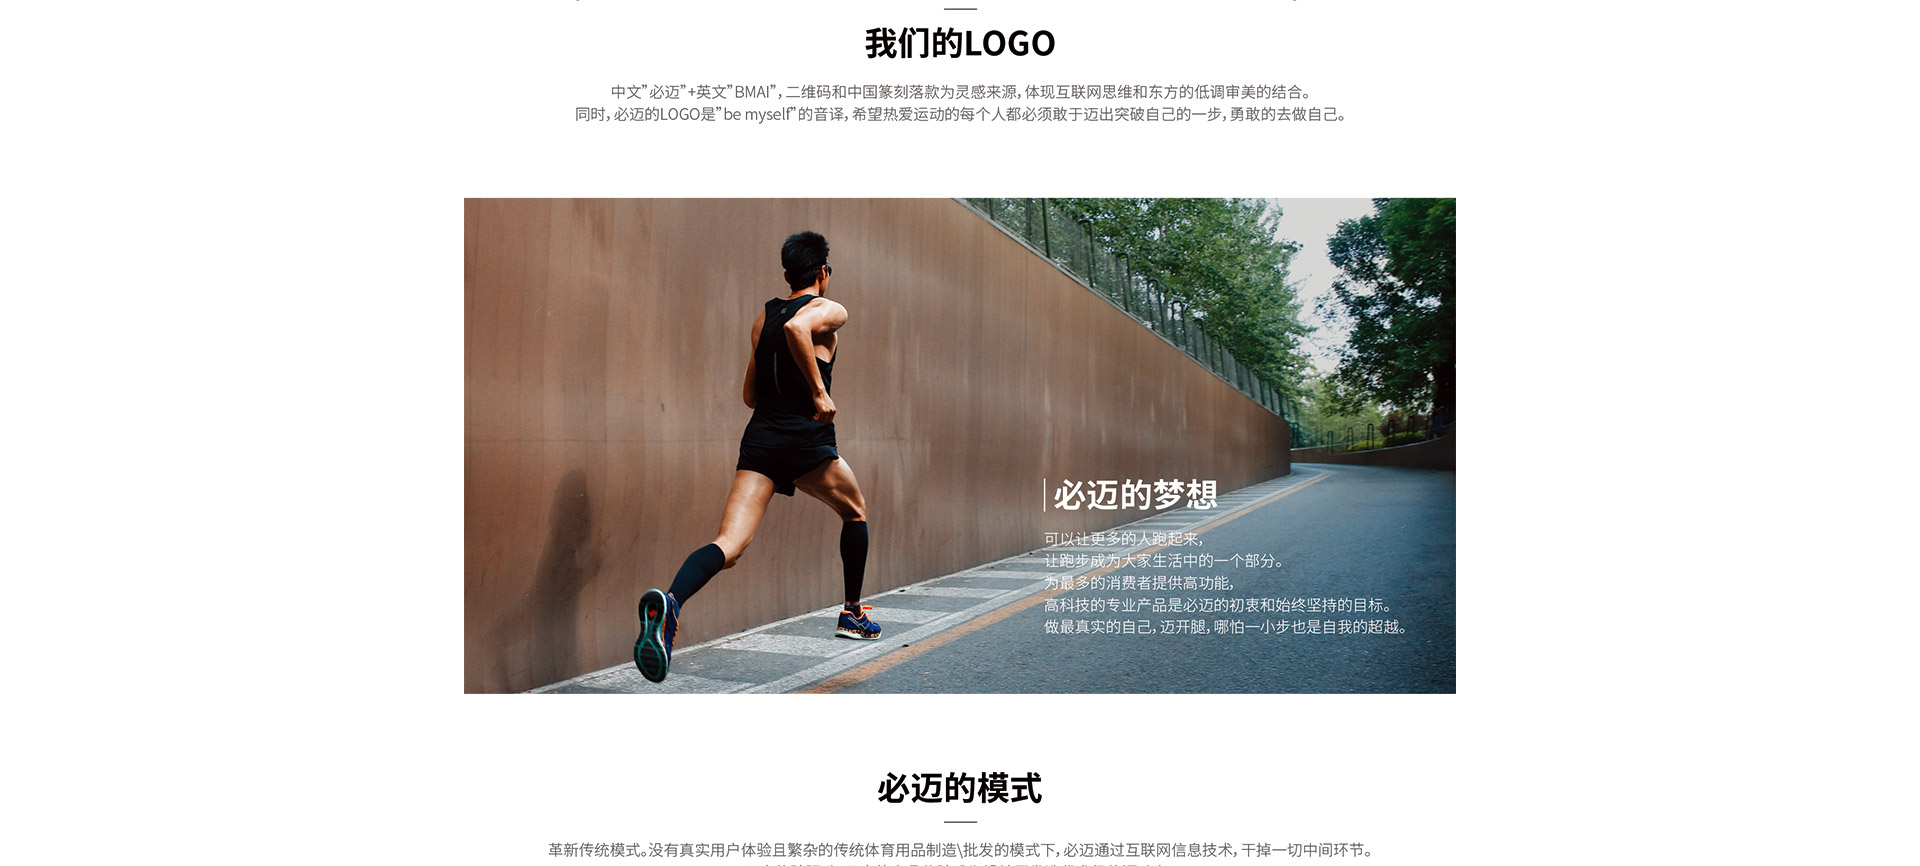 我们的LOGO
中文”必迈”+英文”BMAI”，二维码和中国篆刻落款为灵感来源，体现互联网思维和东方的低调审美的结合。
同时，必迈的LOGO是”be myself”的音译，希望热爱运动的每个人都必须敢于迈出突破自己的一步，勇敢的去做自己。
必迈的梦想
可以让更多的人跑起来，
让跑步成为大家生活中的一个部分。
为最多的消费者提供高功能，
高科技的专业产品是必迈的初衷和始终坚持的目标。
做最真实的自己，迈开腿，哪怕一小步也是自我的超越。
必迈的模式
革新传统模式。没有真实用户体验且繁杂的传统体育用品制造\批发的模式下，必迈通过互联网信息技术，干掉一切中间环节。